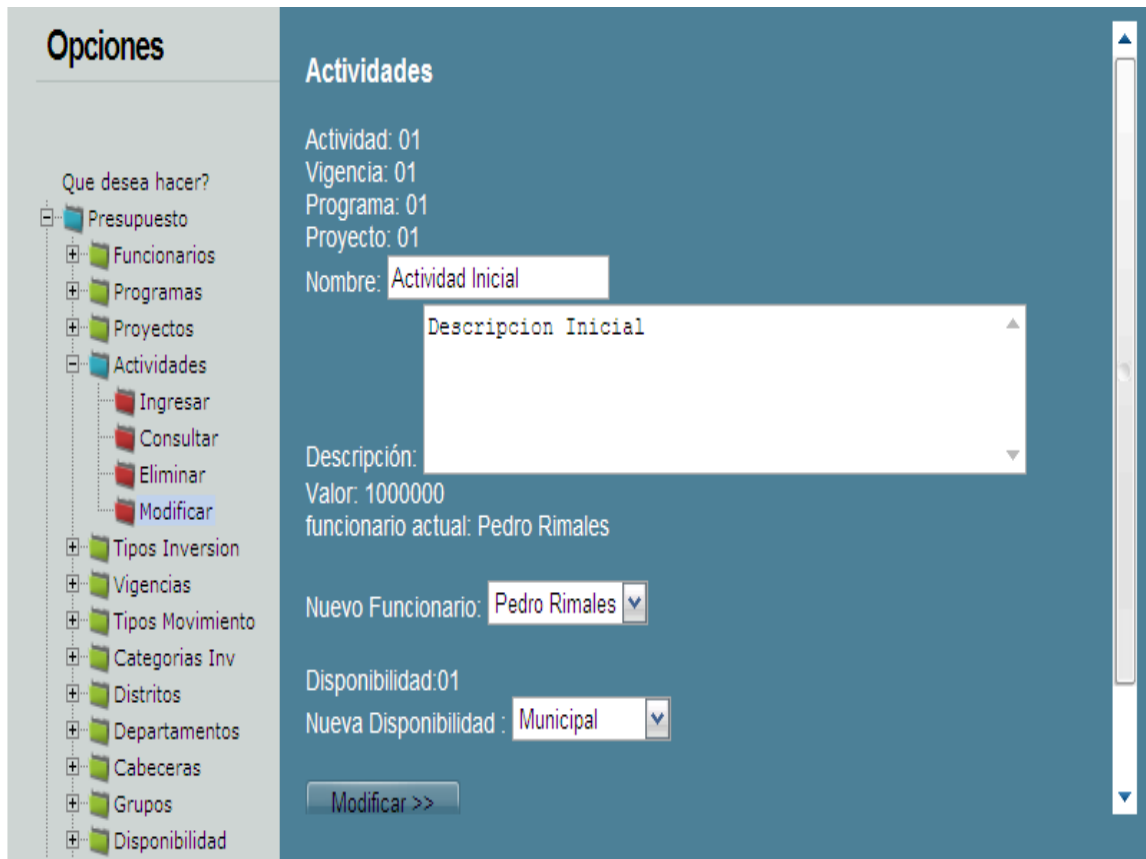 Opciones
Que desea hacer?
Presupuesto
Funcionarios
Programas
Proyectos
Actividades
Ingresar
Consultar
Eliminar
Modificar
Tipos Inversion
Vigencias
Tipos Movimiento
Categorias Inv
Distritos
Departamentos
Cabeceras
Grupos
Disponibilidad
Actividades
Actividad: 01
Vigencia: 01
Programa: 01
Proyecto: 01
Nombre: Actividad Inicial
Descripcion Inicial
Descripción:
Valor: 1000000
funcionario actual: Pedro Rimales
Nuevo Funcionario: Pedro Rimales
Disponibilidad:01
Nueva Disponibilidad : Municipal
Modificar >>